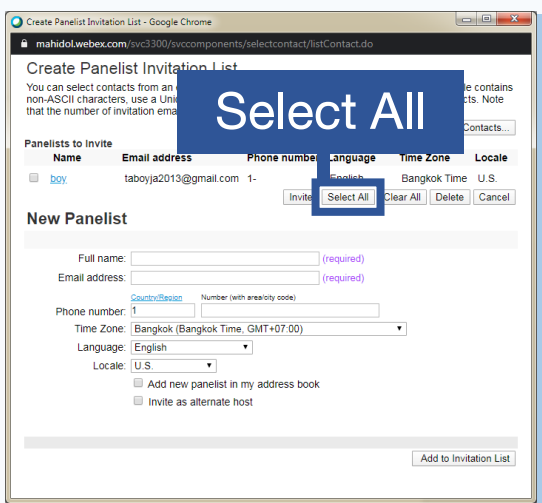 Create Panelist Invitation List - Google Chrome
mahidol.webex.com/svc3300/svccomponents/selectcontact/listContact.do
Create Panelist Invitation List
You can select contacts from an
le contains
non-ASCII characters, use a
cts. Note
that the number of invitation
Contacts...
Select All
Panelists to Invite
Name Email address Phone number Language Time Zone Locale
boy taboyja2013@gmail.com 1- English Bangkok Time U.S.
Invite Select All Clear All Delete Cancel
New Panelist
Full name: (required)
Email address: (required)
Country/Region Number (with area/city code)
Phone number: 1
Time Zone: Bangkok (Bangkok Time, GMT+07:00)
Language: English
Locale: U.S.
Add new panelist in my address book
Invite as alternate host
Add to Invitation List